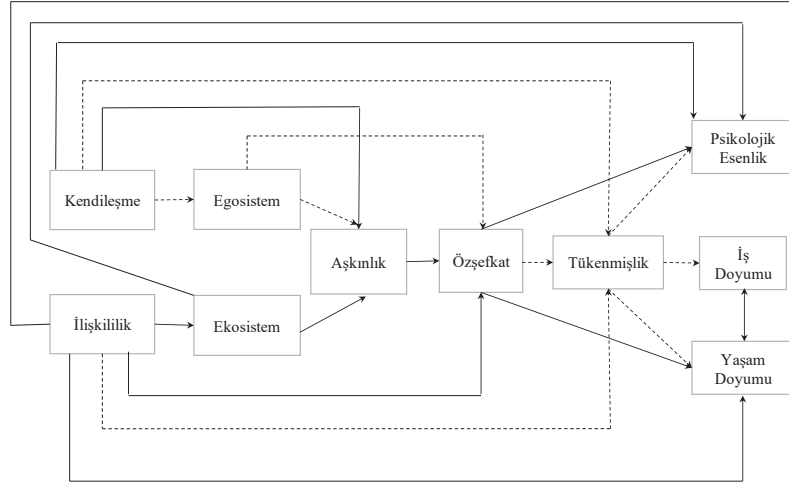 Psikolojik
Esenlik
Kendileşme
Egosistem
Aşkınlık
Özşefkat
Tükenmişlik
İş
Doyumu
İlişkililik
Ekosistem
Yaşam
Doyumu